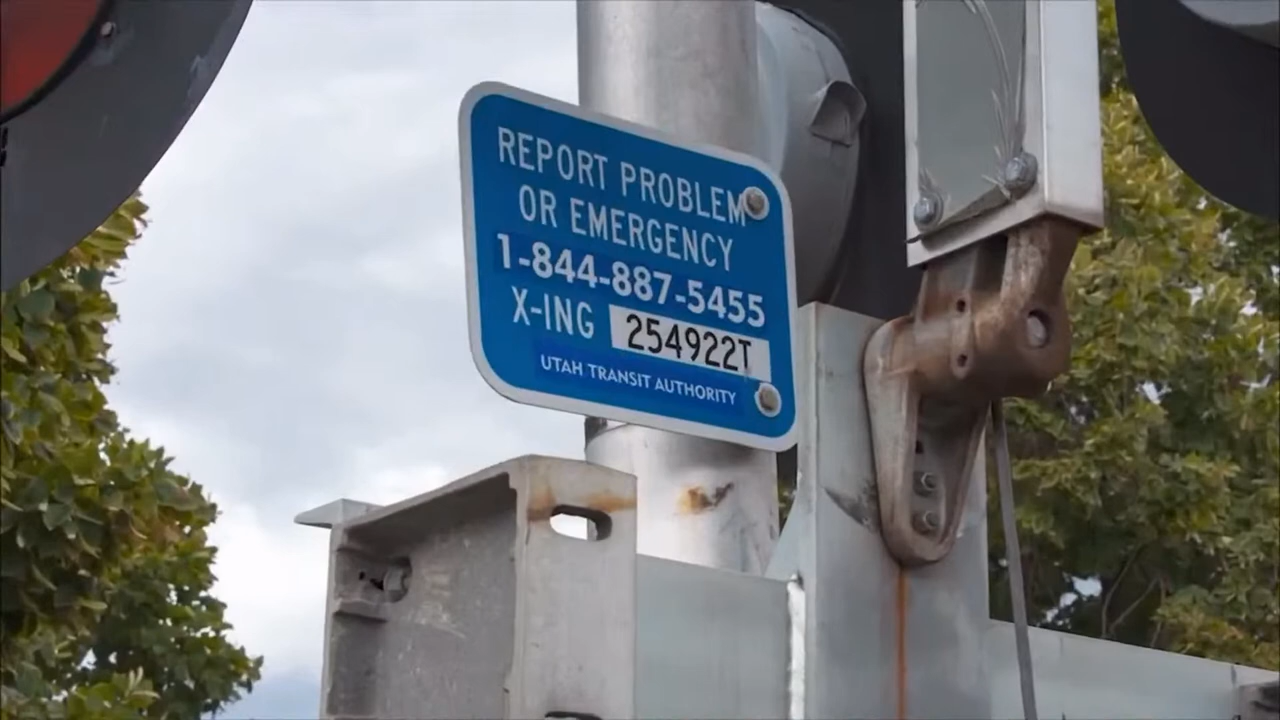 REPORT PROBLEM
OR EMERGENCY
1-844-887-5455
X-ING 254922T
UTAH TRANSIT AUTHORITY